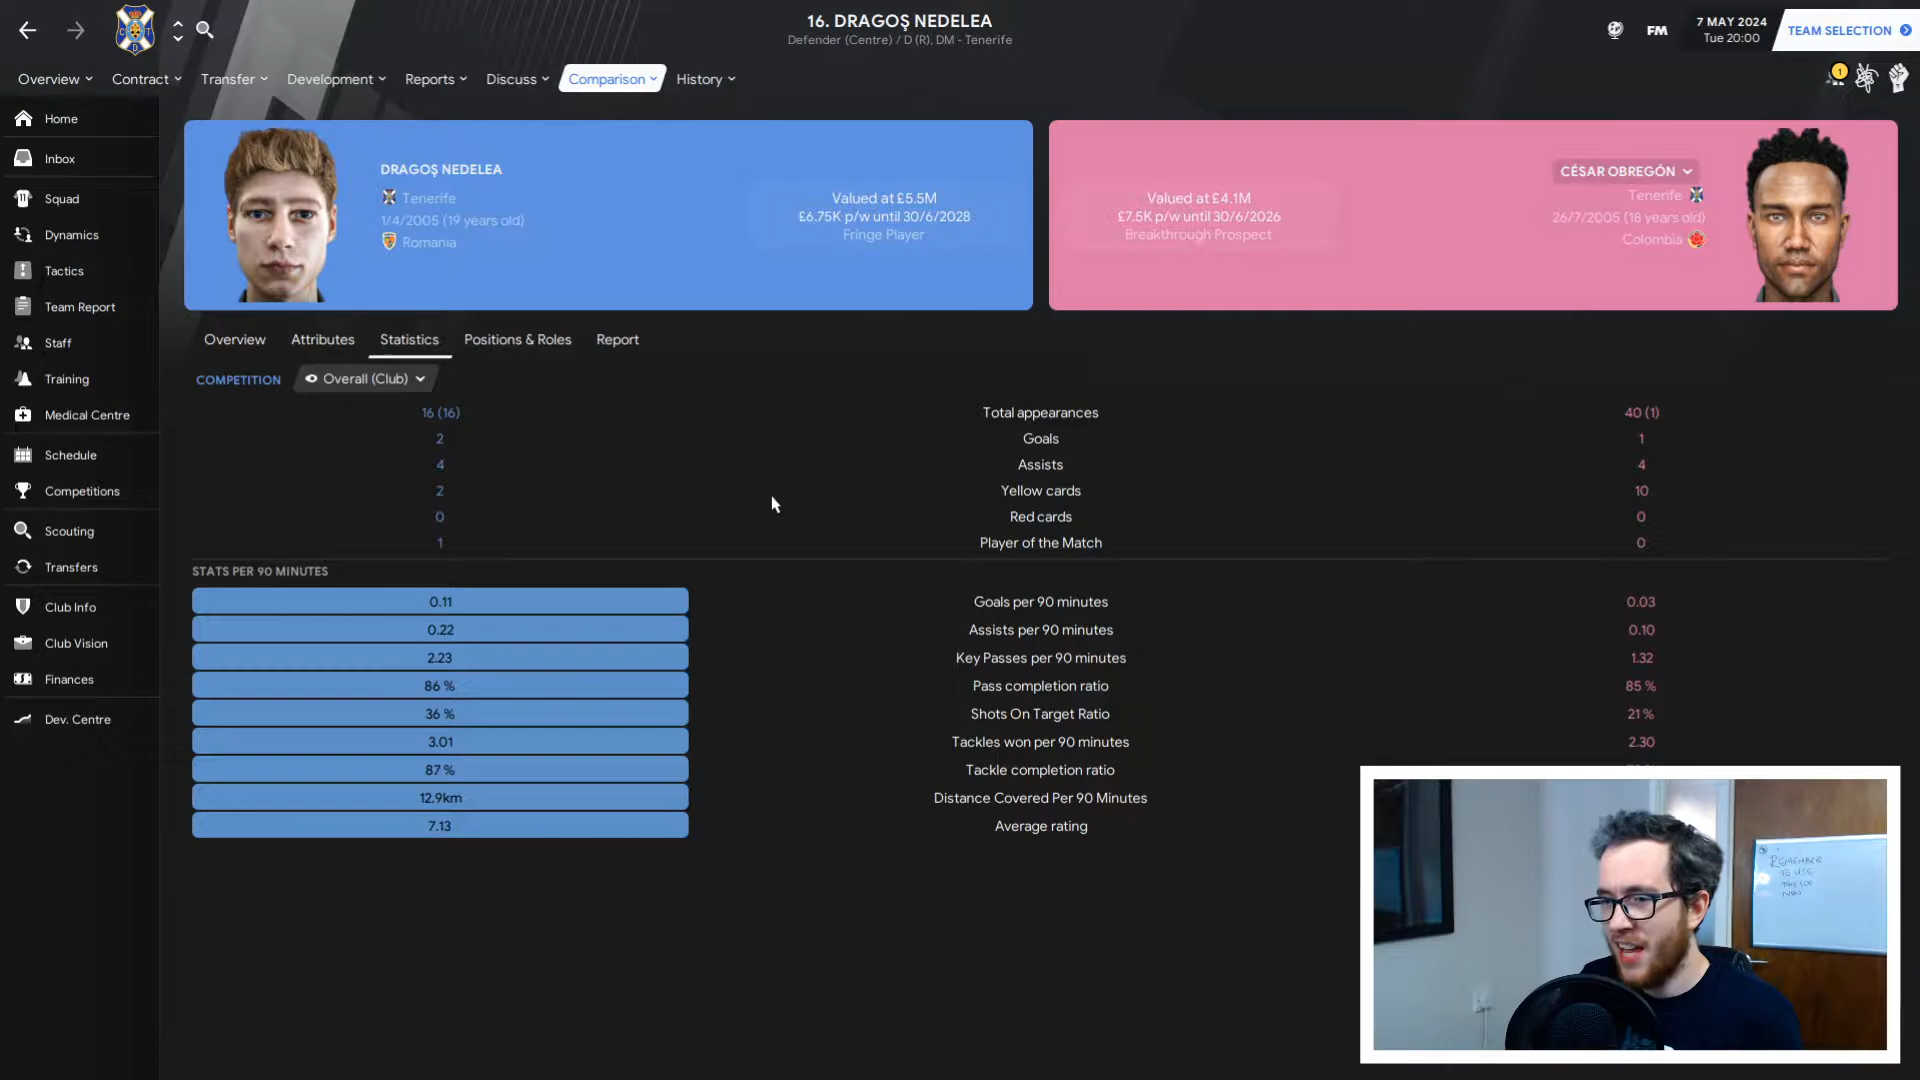 16. DRAGOȘ NEDELEA
Defender (Centre) / D (R), DM - Tenerife
FM
7 MAY 2024
Tue 20:00
TEAM SELECTION
Overview
Contract
Transfer
Development
Reports
Discuss
Comparison
History
1
Home
Inbox
Squad
Dynamics
Tactics
Team Report
Staff
Training
Medical Centre
Schedule
Competitions
Scouting
Transfers
Club Info
Club Vision
Finances
Dev. Centre
DRAGOȘ NEDELEA
Tenerife
1/4/2005 (19 years old)
Romania
Valued at £5.5M
£6.75K p/w until 30/6/2028
Fringe Player
Valued at £4.1M
£7.5K p/w until 30/6/2026
Breakthrough Prospect
CÉSAR OBREGÓN
Tenerife
26/7/2005 (18 years old)
Colombia
Overview
Attributes
Statistics
Positions & Roles
Report
COMPETITION
Overall (Club)
16 (16) Total appearances 40 (1)
2 Goals 1
4 Assists 4
2 Yellow cards 10
0 Red cards 0
1 Player of the Match 0
STATS PER 90 MINUTES
0.11 Goals per 90 minutes 0.03
0.22 Assists per 90 minutes 0.10
2.23 Key Passes per 90 minutes 1.32
86 % Pass completion ratio 85 %
36 % Shots On Target Ratio 21 %
3.01 Tackles won per 90 minutes 2.30
87 % Tackle completion ratio
12.9km Distance Covered Per 90 Minutes
7.13 Average rating
REMEMBER
TO USE
THIS